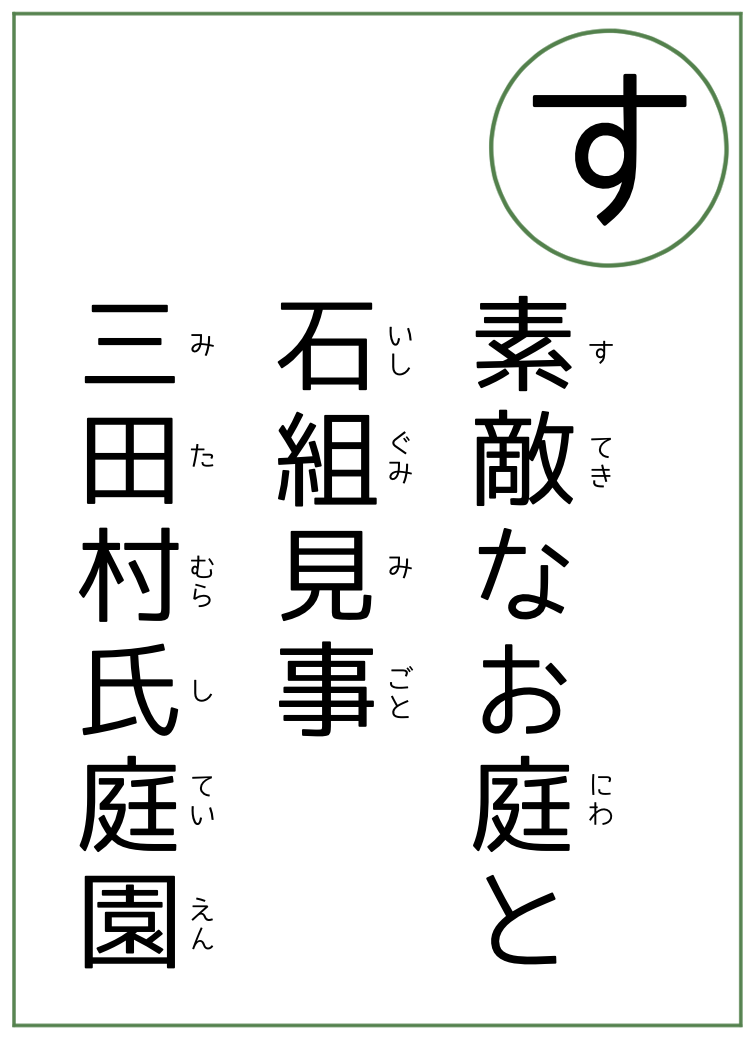 す
素敵なお庭と
すてきにわ
石組見事
いしぐみみごと
三田村氏庭園
みたむらしていえん